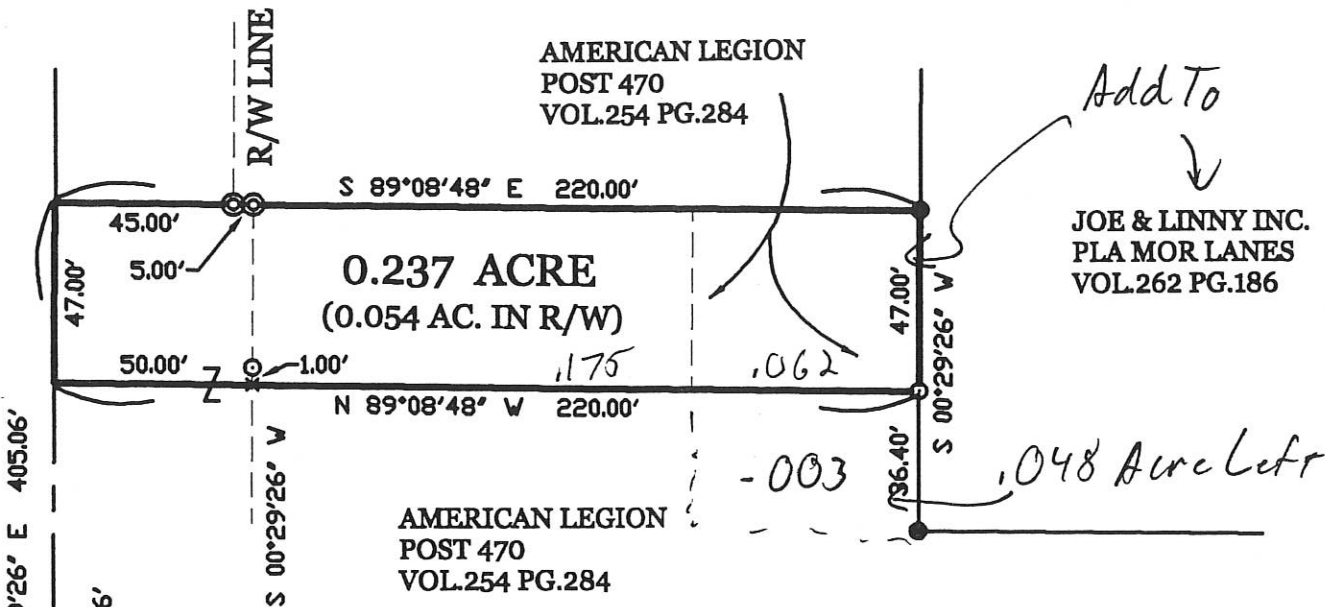 R/W LINE
AMERICAN LEGION
POST 470
VOL.254 PG.284
Add To
JOE & LINNY INC.
PLA MOR LANES
VOL.262 PG.186
S 89°08'48" E 220.00'
45.00'
5.00'
47.00'
0.237 ACRE
(0.054 AC. IN R/W)
47.00'
S 00°29'26" W
50.00'
1.00'
.175
.062
N 89°08'48" W 220.00'
405.06'
S 00°29'26" W
-003
36.40'
.048 Acre Left
AMERICAN LEGION
POST 470
VOL.254 PG.284